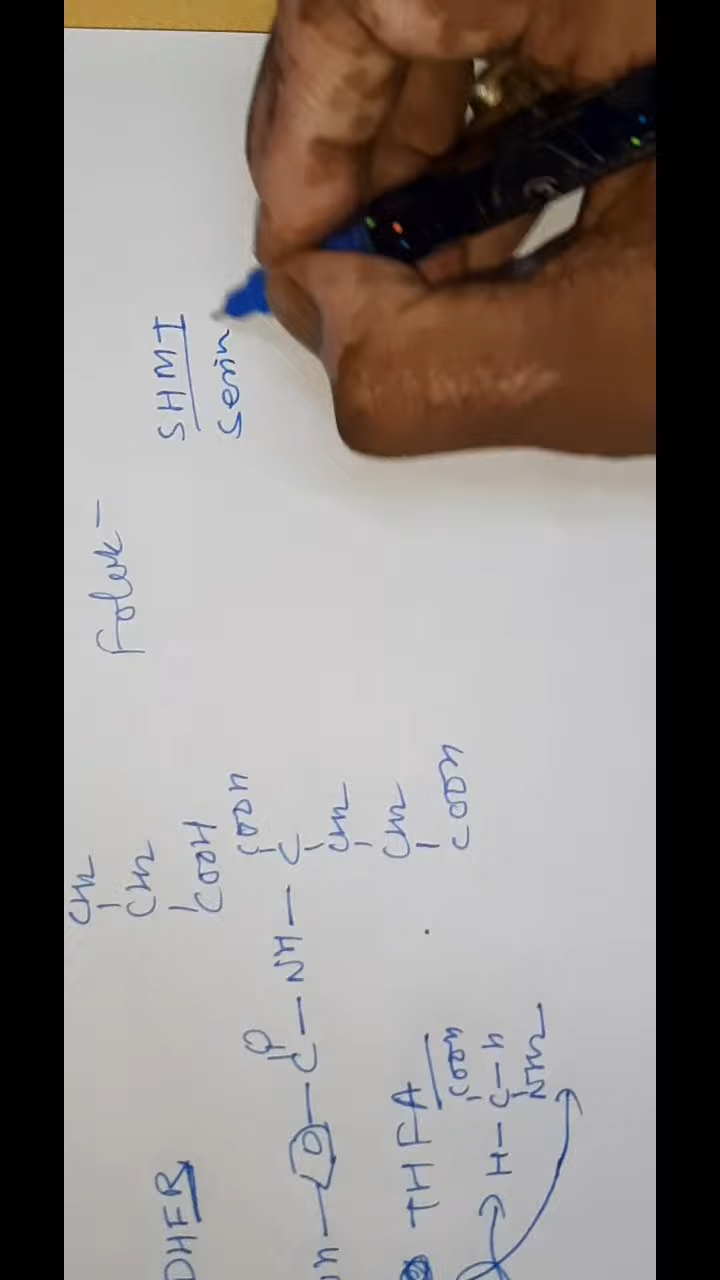 CH2
Folate -
CH2
DHFR COOH SHMT
COOH Serin
O
H — C — NH — C
CH2
CH2
THFA
COOH COOH
H — C — H
NH2